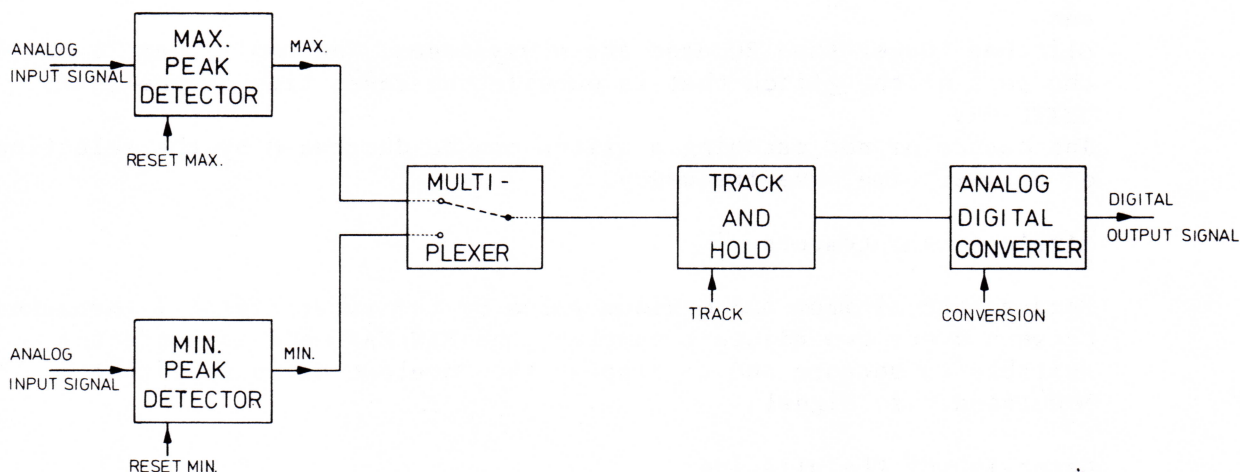 ANALOG
INPUT SIGNAL
MAX.
PEAK
DETECTOR
MAX.
RESET MAX.
MULTI-
PLEXER
TRACK
AND
HOLD
TRACK
ANALOG
DIGITAL
CONVERTER
CONVERSION
DIGITAL
OUTPUT SIGNAL
ANALOG
INPUT SIGNAL
MIN.
PEAK
DETECTOR
MIN.
RESET MIN.